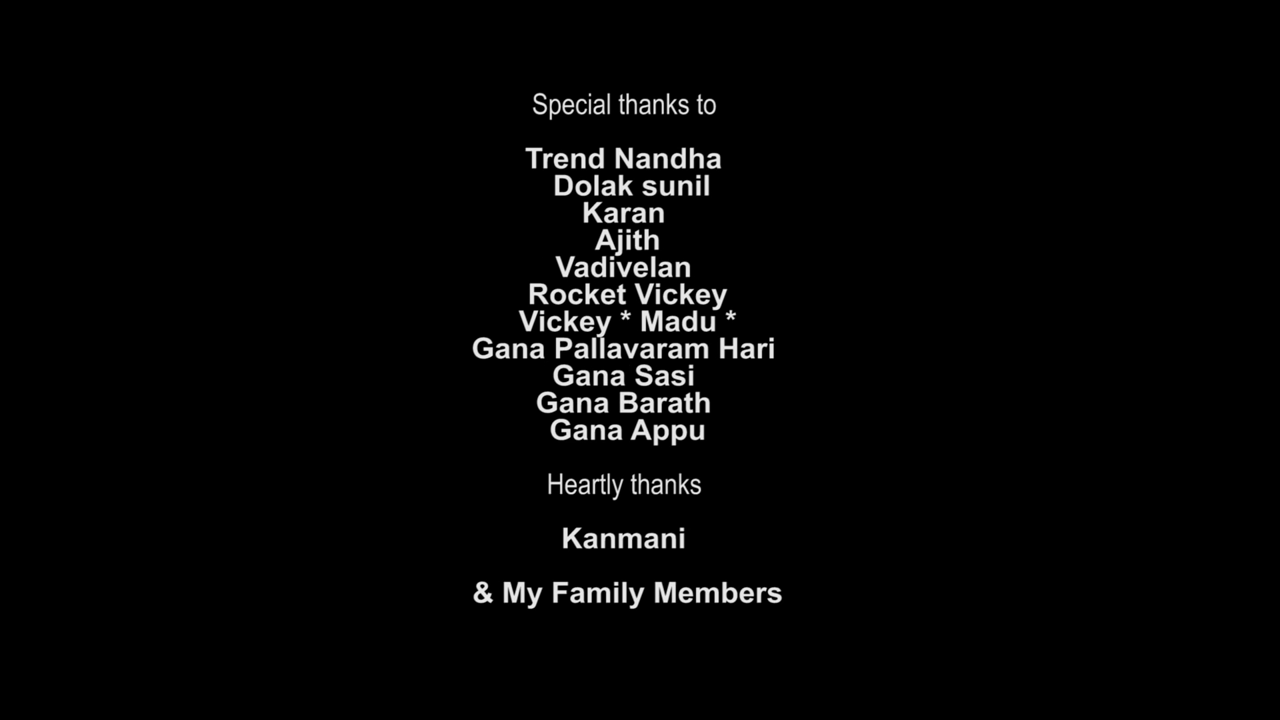 Special thanks to
Trend Nandha
Dolak sunil
Karan
Ajith
Vadivelan
Rocket Vickey
Vickey * Madu *
Gana Pallavaram Hari
Gana Sasi
Gana Barath
Gana Appu
Heartly thanks
Kanmani
& My Family Members